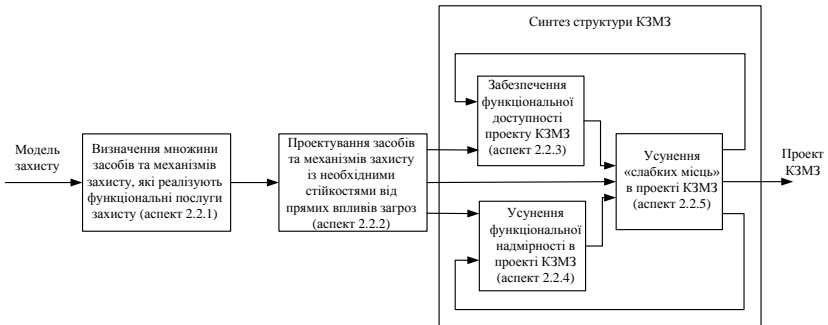 Синтез структури КЗМЗ
Модель
захисту
Визначення множини
засобів та механізмів
захисту, які реалізують
функціональні послуги
захисту (аспект 2.2.1)
Проектування засобів
та механізмів захисту
із необхідними
стійкостями від
прямих впливів загроз
(аспект 2.2.2)
Забезпечення
функціональної
доступності
проекту КЗМЗ
(аспект 2.2.3)
Усунення
функціональної
надмірності в
проекті КЗМЗ
(аспект 2.2.4)
Усунення
«слабких місць»
в проекті КЗМЗ
(аспект 2.2.5)
Проект
КЗМЗ